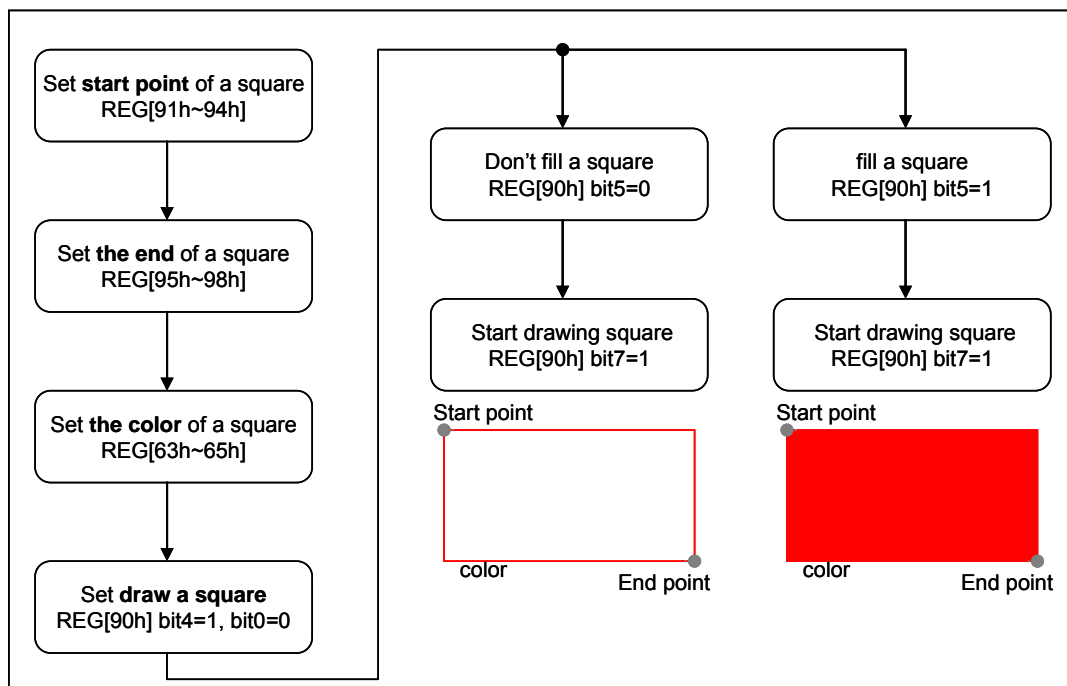 Set start point of a square
REG[91h~94h]
Set the end of a square
REG[95h~98h]
Set the color of a square
REG[63h~65h]
Set draw a square
REG[90h] bit4=1, bit0=0
Don't fill a square
REG[90h] bit5=0
Start drawing square
REG[90h] bit7=1
Start point
color
End point
fill a square
REG[90h] bit5=1
Start drawing square
REG[90h] bit7=1
Start point
color
End point